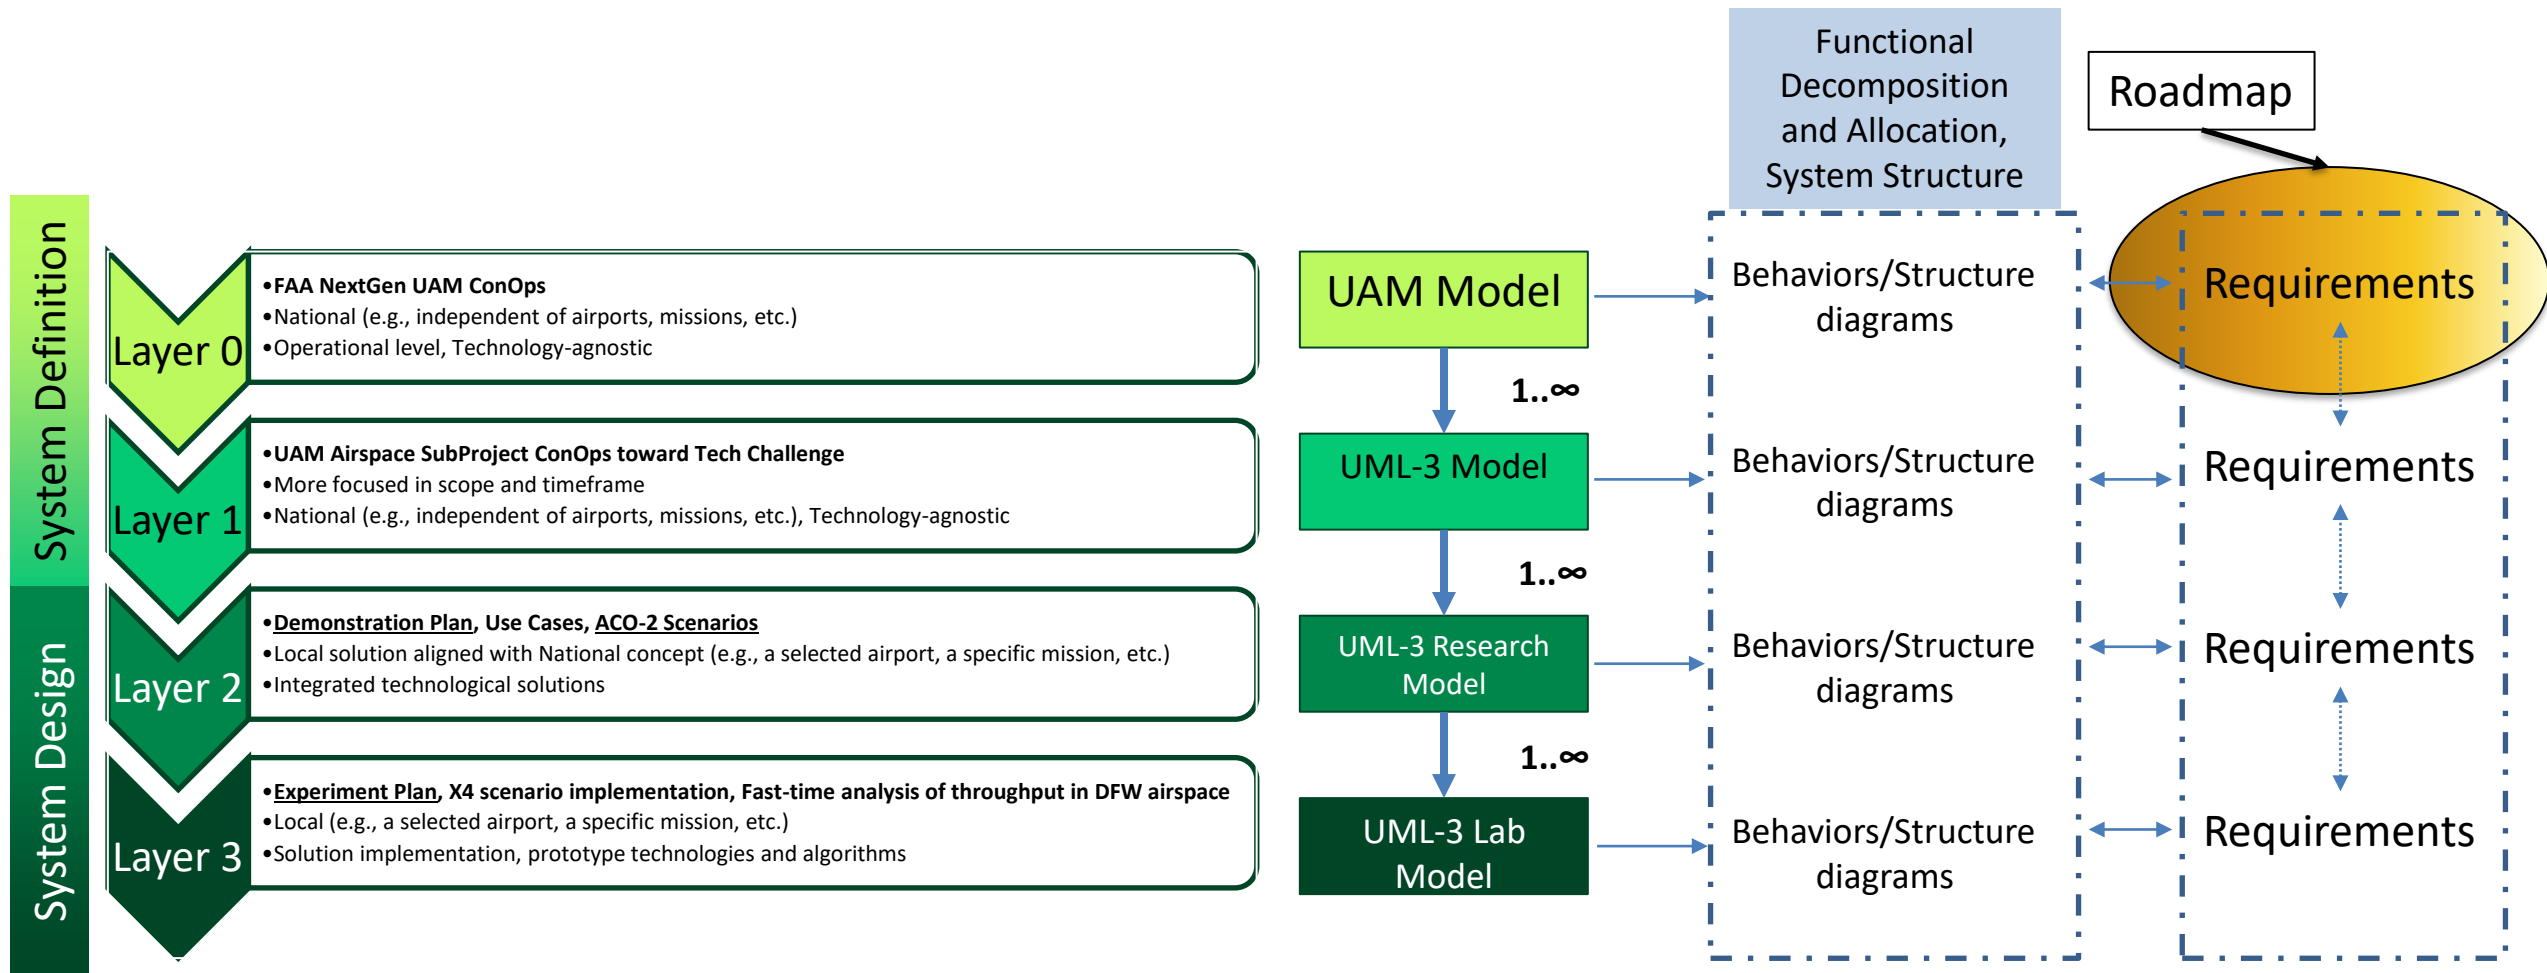 Functional
Decomposition
and Allocation,
System Structure
Roadmap
System Definition
System Design
Layer 0
•FAA NextGen UAM ConOps
•National (e.g., independent of airports, missions, etc.)
•Operational level, Technology-agnostic
UAM Model
Behaviors/Structure
diagrams
Requirements
1..∞
Layer 1
•UAM Airspace SubProject ConOps toward Tech Challenge
•More focused in scope and timeframe
•National (e.g., independent of airports, missions, etc.), Technology-agnostic
UML-3 Model
Behaviors/Structure
diagrams
Requirements
1..∞
Layer 2
•Demonstration Plan, Use Cases, ACO-2 Scenarios
•Local solution aligned with National concept (e.g., a selected airport, a specific mission, etc.)
•Integrated technological solutions
UML-3 Research
Model
Behaviors/Structure
diagrams
Requirements
1..∞
Layer 3
•Experiment Plan, X4 scenario implementation, Fast-time analysis of throughput in DFW airspace
•Local (e.g., a selected airport, a specific mission, etc.)
•Solution implementation, prototype technologies and algorithms
UML-3 Lab
Model
Behaviors/Structure
diagrams
Requirements